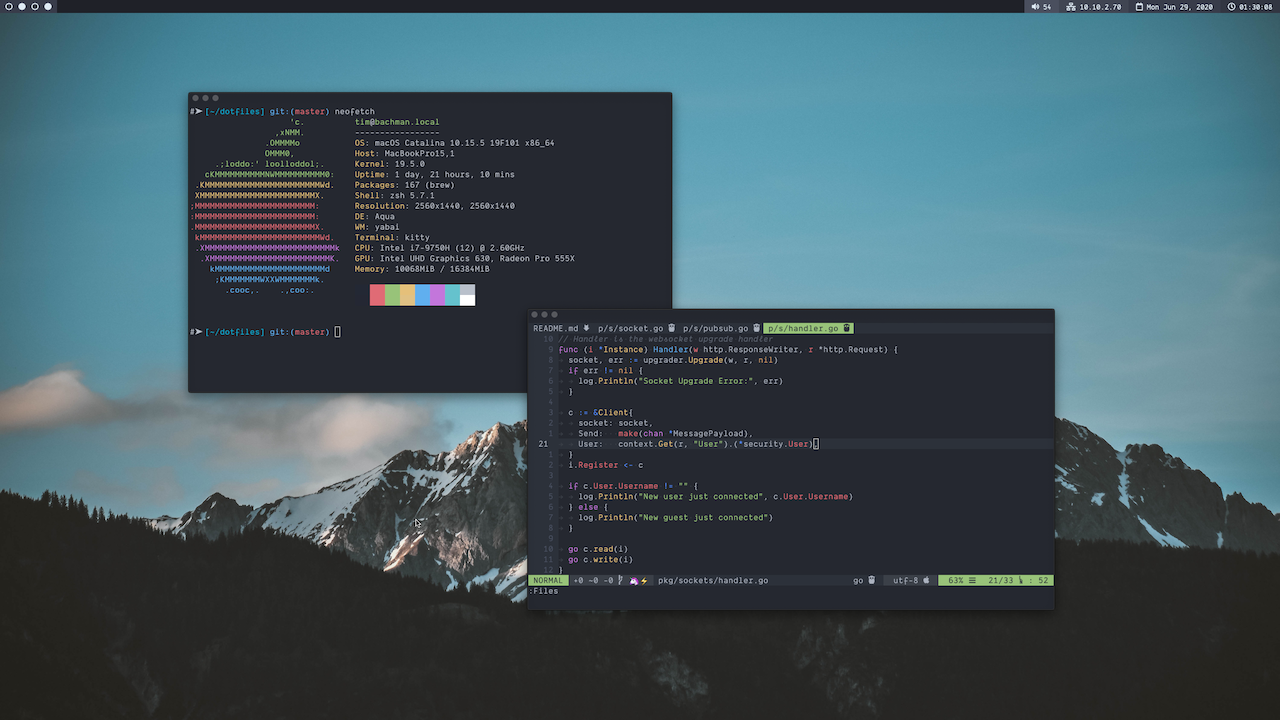 54 10.10.2.70 Mon Jun 29, 2020 01:30:08
#➤ [~/dotfiles] git:(master) neofetch
'c.
,xNMM.
.OMMMMo
OMMM0,
.;loddo:' loolloddol;.
cKMMMMMMMMMMNWMMMMMMMMMM0:
.KMMMMMMMMMMMMMMMMMMMMMMMWd.
XMMMMMMMMMMMMMMMMMMMMMMMX.
;MMMMMMMMMMMMMMMMMMMMMMMM:
:MMMMMMMMMMMMMMMMMMMMMMMM:
.MMMMMMMMMMMMMMMMMMMMMMMMX.
kMMMMMMMMMMMMMMMMMMMMMMMMWd.
.XMMMMMMMMMMMMMMMMMMMMMMMMMMk
.XMMMMMMMMMMMMMMMMMMMMMMMMK.
kMMMMMMMMMMMMMMMMMMMMMMd
;KMMMMMMMWXXWMMMMMMMk.
.cooc,. .,coo:.
tim@bachman.local
-----------------
OS: macOS Catalina 10.15.5 19F101 x86_64
Host: MacBookPro15,1
Kernel: 19.5.0
Uptime: 1 day, 21 hours, 10 mins
Packages: 167 (brew)
Shell: zsh 5.7.1
Resolution: 2560x1440, 2560x1440
DE: Aqua
WM: yabai
Terminal: kitty
CPU: Intel i7-9750H (12) @ 2.60GHz
GPU: Intel UHD Graphics 630, Radeon Pro 555X
Memory: 10068MiB / 16384MiB
#➤ [~/dotfiles] git:(master)
README.md p/s/socket.go p/s/pubsub.go p/s/handler.go
10 // Handler is the websocket upgrade handler
9 func (i *Instance) Handler(w http.ResponseWriter, r *http.Request) {
8 socket, err := upgrader.Upgrade(w, r, nil)
7 if err != nil {
6 log.Println("Socket Upgrade Error:", err)
5 }
4
3 c := &Client{
2 socket: socket,
1 Send: make(chan *MessagePayload),
21 User: context.Get(r, "User").(*security.User),
1 }
2 i.Register <- c
3
4 if c.User.Username != "" {
5 log.Println("New user just connected", c.User.Username)
6 } else {
7 log.Println("New guest just connected")
8 }
9
10 go c.read(i)
11 go c.write(i)
12 }
NORMAL +0 ~0 -0 🦄⚡ pkg/sockets/handler.go go utf-8 63% ☰ 21/33 : 52
:Files